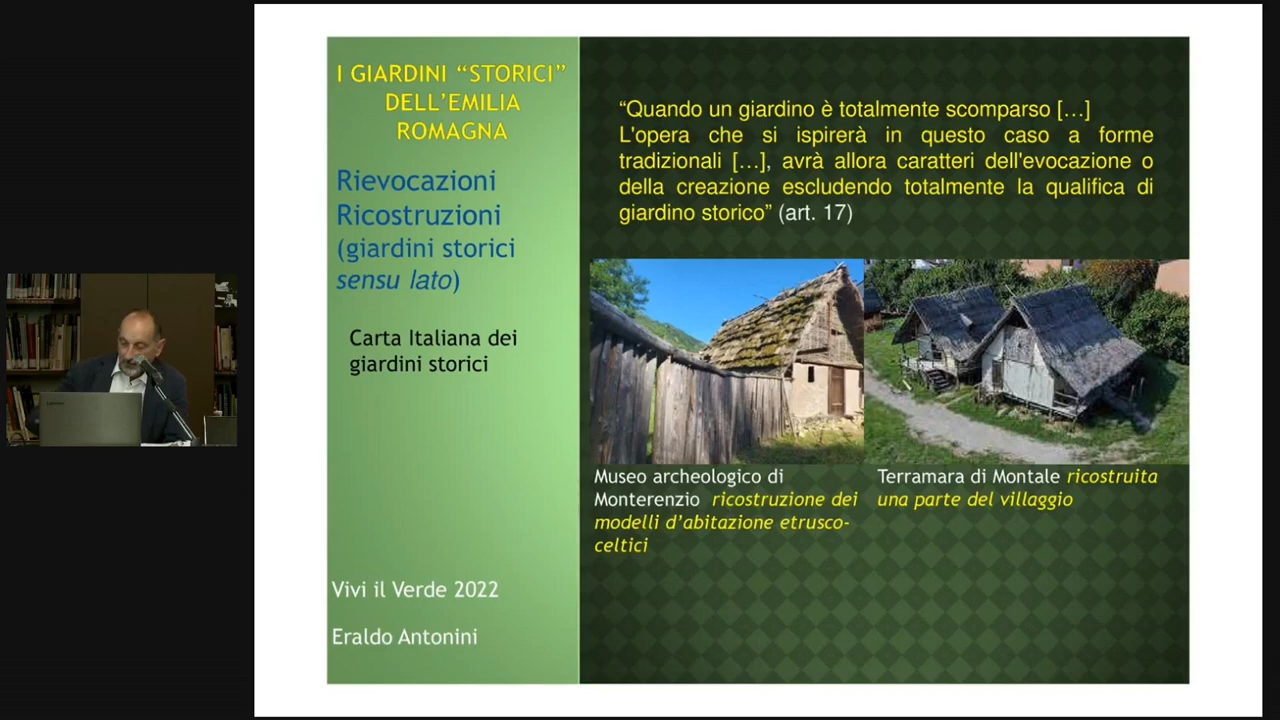 I GIARDINI “STORICI”
DELL’EMILIA
ROMAGNA
Rievocazioni
Ricostruzioni
(giardini storici
sensu lato)
Carta Italiana dei
giardini storici
Vivi il Verde 2022
Eraldo Antonini
“Quando un giardino è totalmente scomparso […]
L'opera che si ispirerà in questo caso a forme
tradizionali […], avrà allora caratteri dell'evocazione o
della creazione escludendo totalmente la qualifica di
giardino storico” (art. 17)
Museo archeologico di
Monterenzio ricostruzione dei
modelli d’abitazione etrusco-
celtici
Terramara di Montale ricostruita
una parte del villaggio